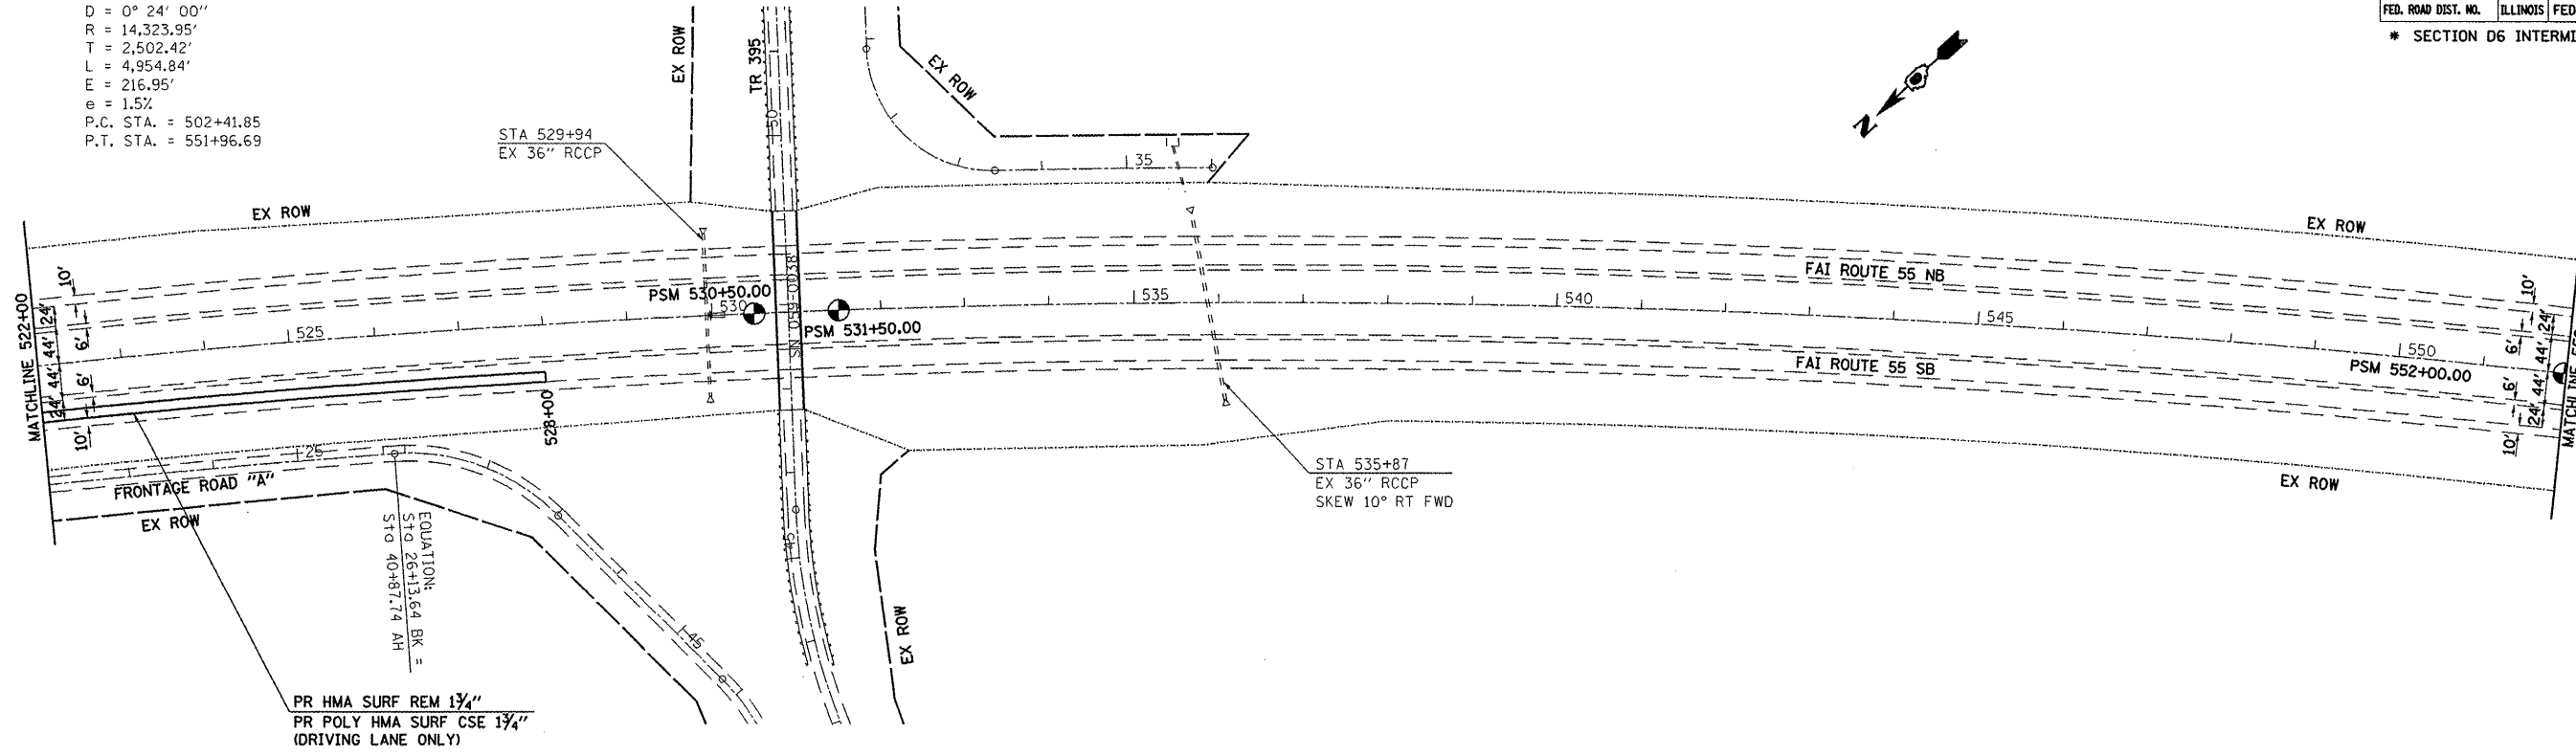 D = 0° 24' 00"
R = 14,323.95'
T = 2,502.42'
L = 4,954.84'
E = 216.95'
e = 1.5%
P.C. STA. = 502+41.85
P.T. STA. = 551+96.69
FED. ROAD DIST. NO. ILLINOIS FED
* SECTION D6 INTERMI
N
EX ROW
TR 395
50
EX ROW
STA 529+94
EX 36" RCCP
35
EX ROW
EX ROW
MATCHLINE 522+00
10'
24'
44'
6'
44'
6'
24'
10'
525
PSM 530+50.00
530
SN 059-0038
PSM 531+50.00
535
540
545
550
FAI ROUTE 55 NB
FAI ROUTE 55 SB
PSM 552+00.00
10'
24'
6'
44'
6'
44'
24'
10'
528+00
25
FRONTAGE ROAD "A"
EX ROW
EQUATION:
Sta 26+13.64 BK =
Sta 40+87.74 AH
45
45
EX ROW
STA 535+87
EX 36" RCCP
SKEW 10° RT FWD
EX ROW
PR HMA SURF REM 1¾"
PR POLY HMA SURF CSE 1¾"
(DRIVING LANE ONLY)